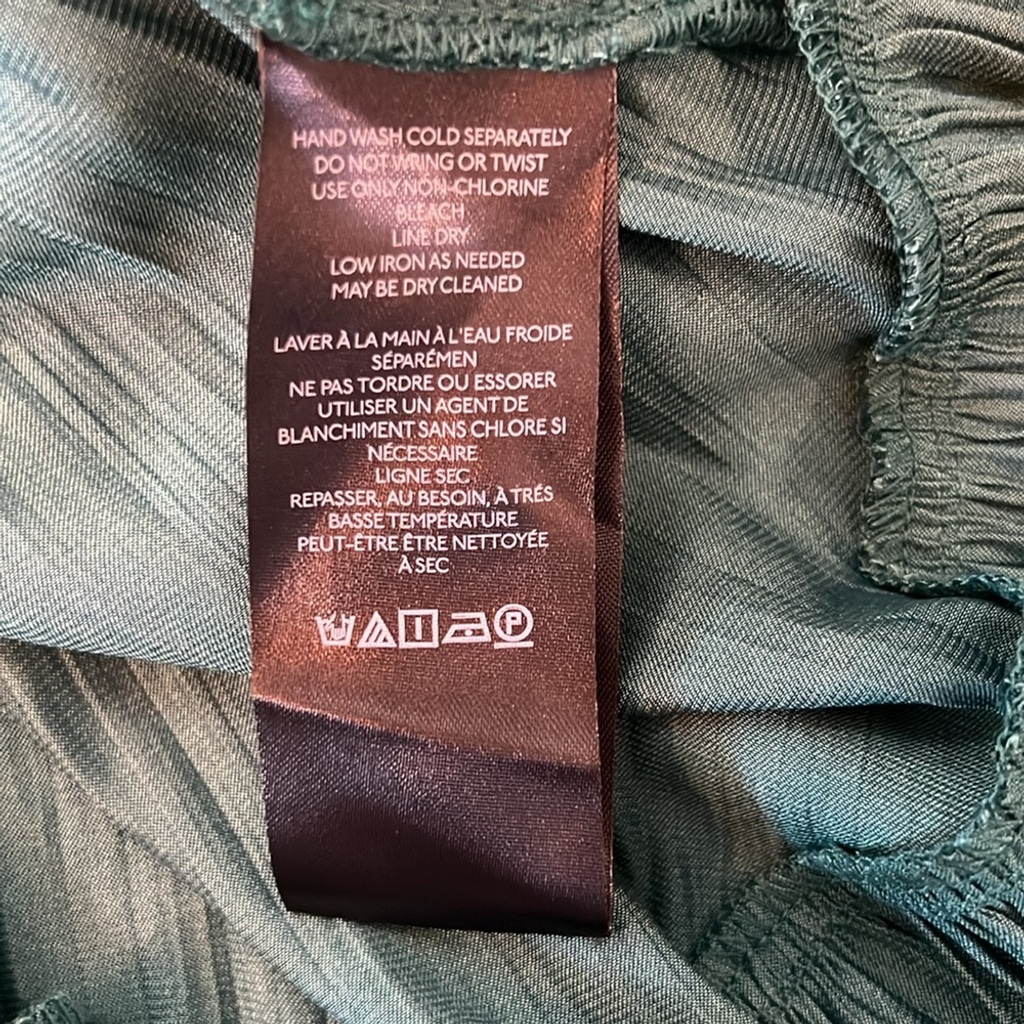 HAND WASH COLD SEPARATELY
DO NOT WRING OR TWIST
USE ONLY NON-CHLORINE
BLEACH
LINE DRY
LOW IRON AS NEEDED
MAY BE DRY CLEANED
LAVER À LA MAIN À L'EAU FROIDE
SÉPARÉMEN
NE PAS TORDRE OU ESSORER
UTILISER UN AGENT DE
BLANCHIMENT SANS CHLORE SI
NÉCESSAIRE
LIGNE SEC
REPASSER, AU BESOIN, À TRÉS
BASSE TEMPÉRATURE
PEUT-ÊTRE ÊTRE NETTOYÉE
À SEC
P